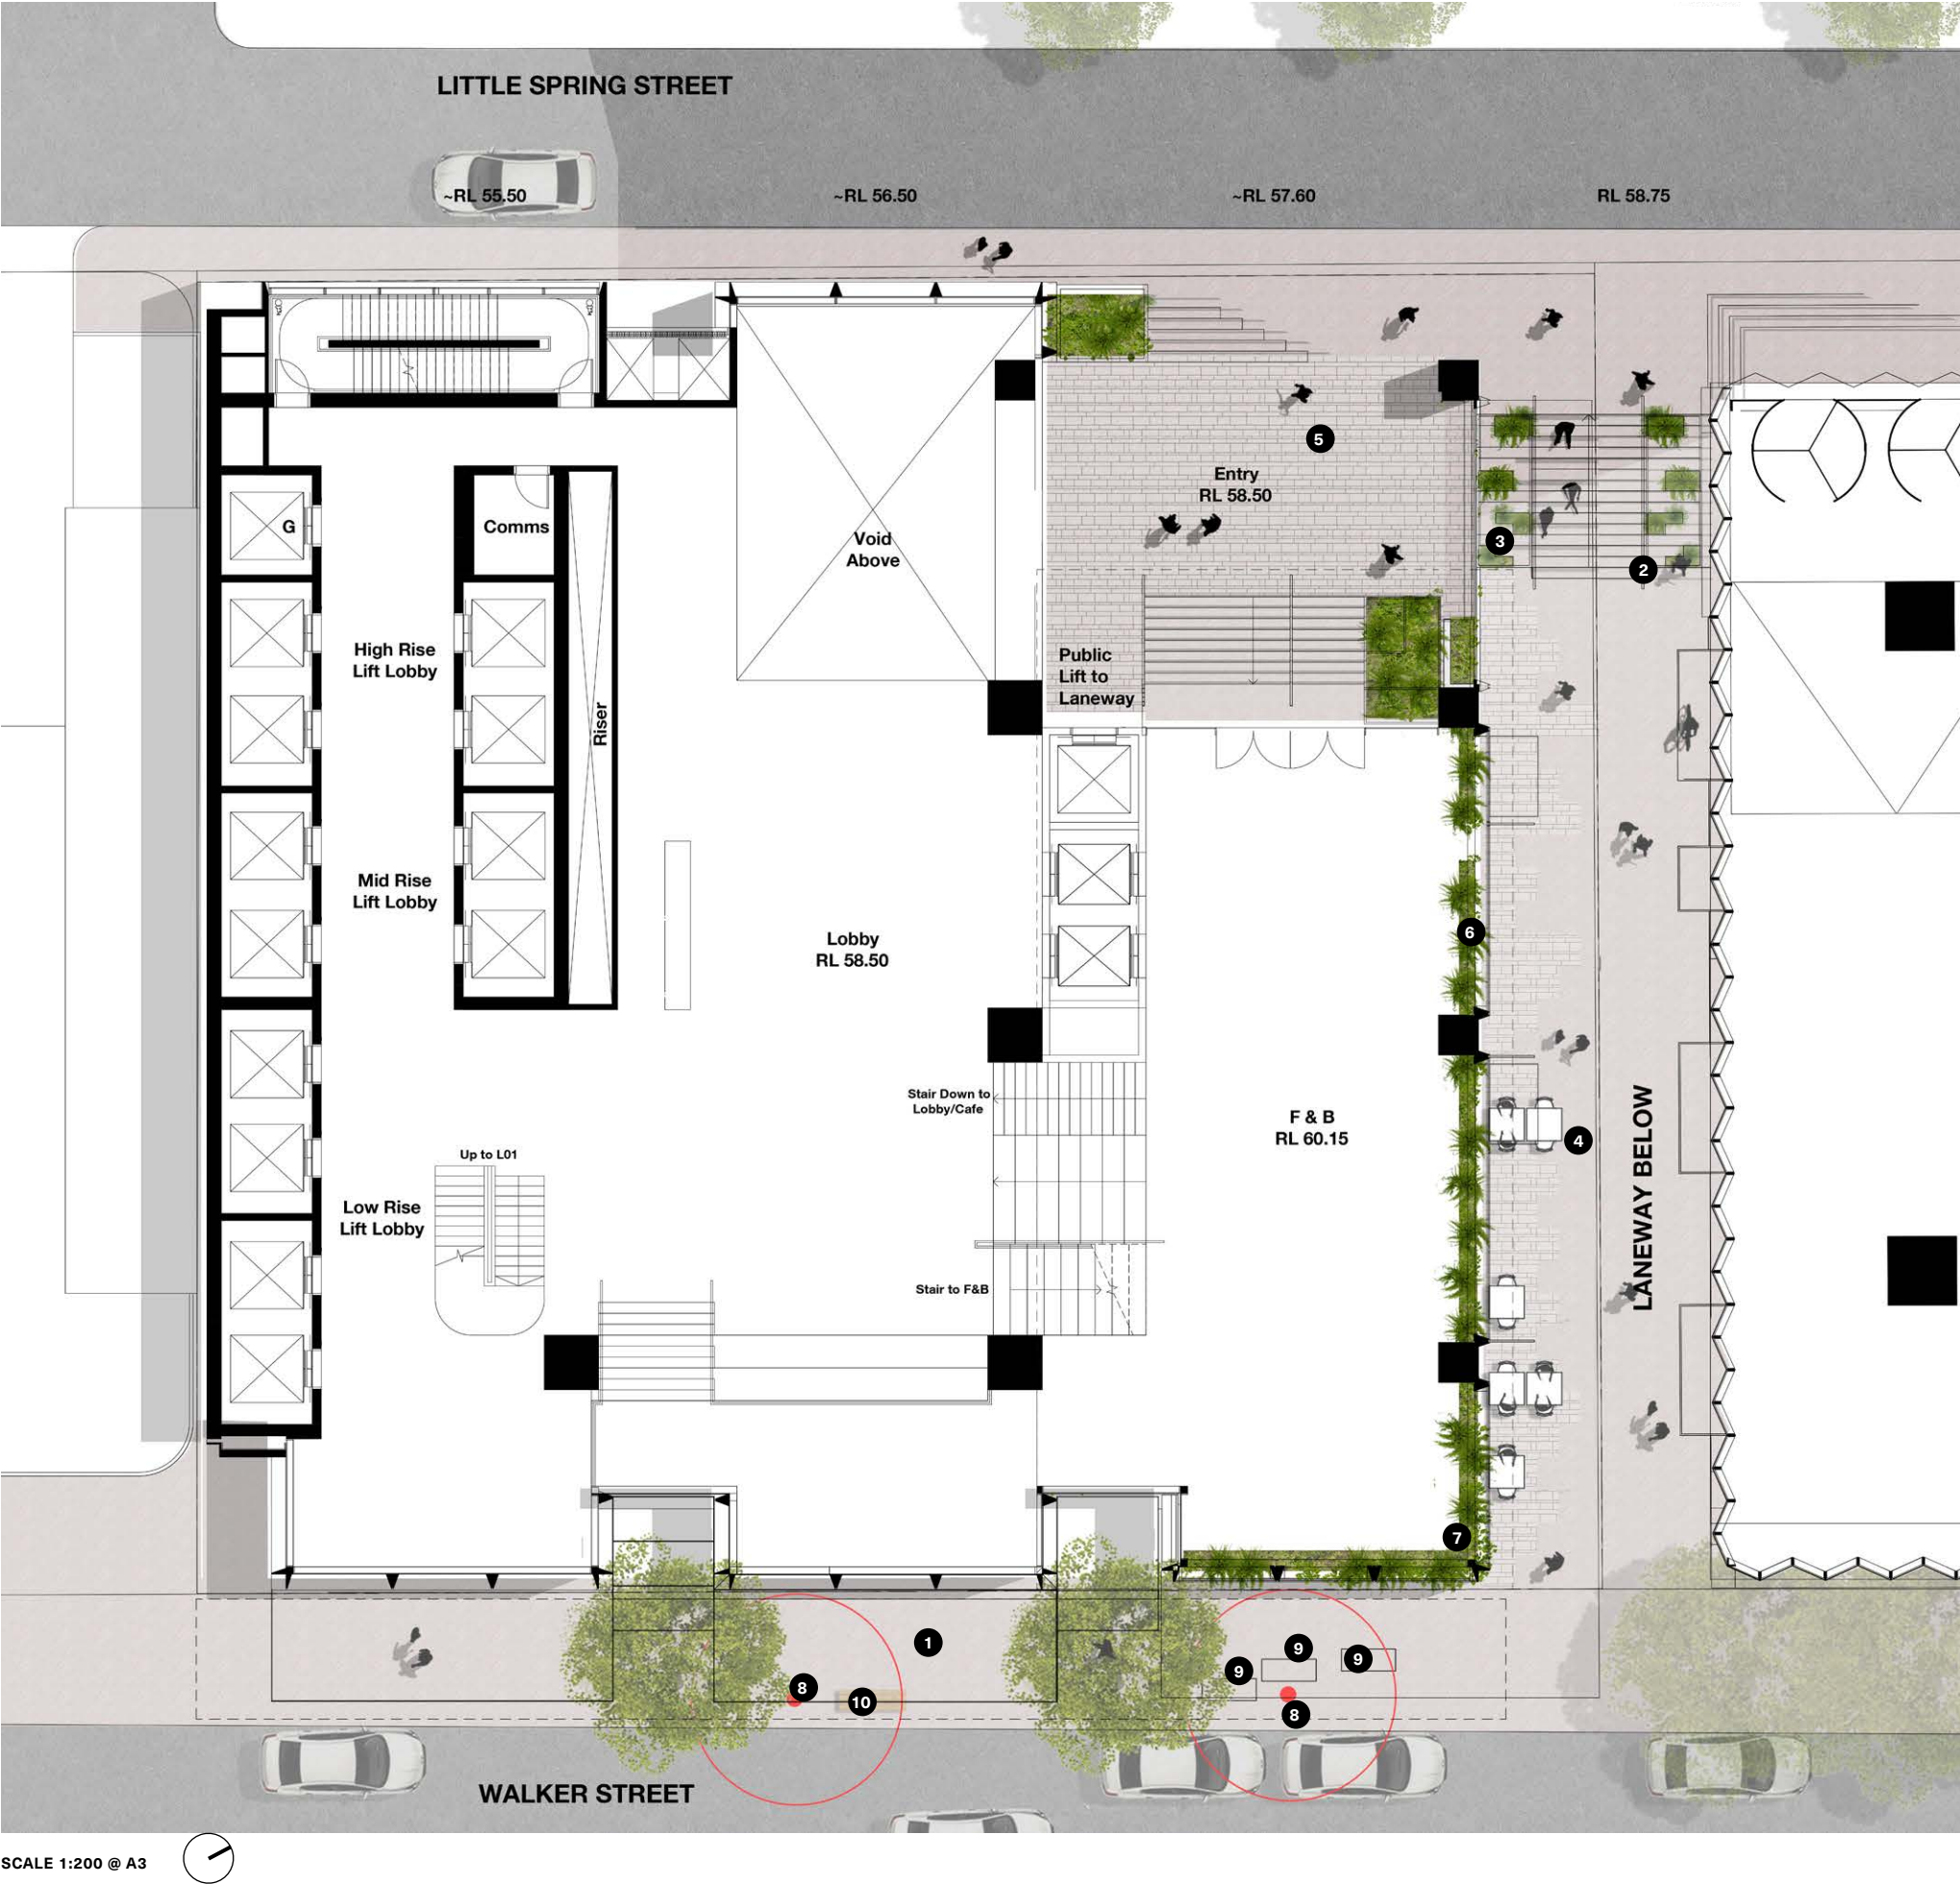 LITTLE SPRING STREET
~RL 55.50
~RL 56.50
~RL 57.60
RL 58.75
5
Entry
RL 58.50
G
Comms
Void
Above
3
2
High Rise
Lift Lobby
Public
Lift to
Laneway
Riser
Mid Rise
Lift Lobby
Lobby
RL 58.50
6
Stair Down to
Lobby/Cafe
F & B
RL 60.15
4
LANEWAY BELOW
Up to L01
Low Rise
Lift Lobby
Stair to F&B
7
1
9
9
9
8
10
8
WALKER STREET
SCALE 1:200 @ A3